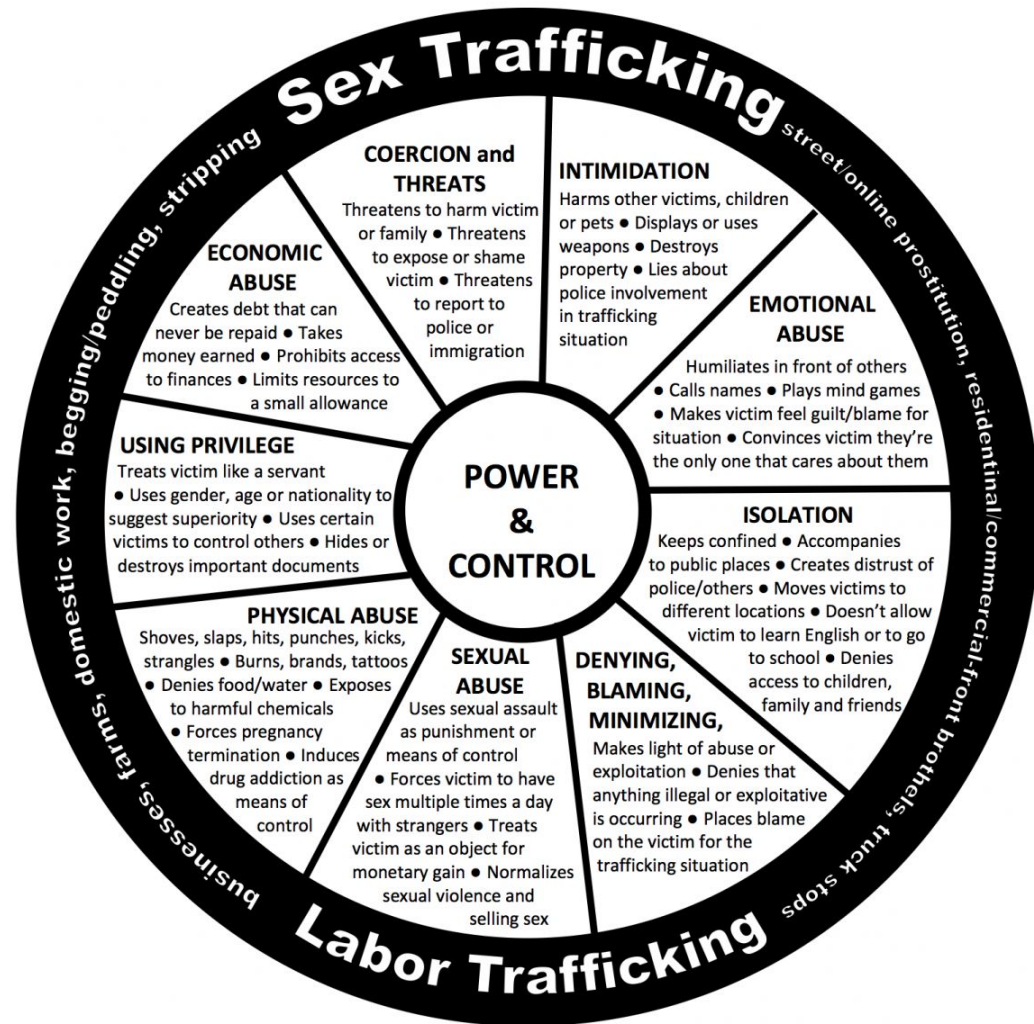 Sex Trafficking
street/online prostitution, residentinal/commercial-front brothels, truck stops
Labor Trafficking
businesses, farms, domestic work, begging/peddling, stripping
POWER
&
CONTROL
COERCION and
THREATS
Threatens to harm victim
or family ● Threatens
to expose or shame
victim ● Threatens
to report to
police or
immigration
INTIMIDATION
Harms other victims, children
or pets ● Displays or uses
weapons ● Destroys
property ● Lies about
police involvement
in trafficking
situation
EMOTIONAL
ABUSE
Humiliates in front of others
● Calls names ● Plays mind games
● Makes victim feel guilt/blame for
situation ● Convinces victim they're
the only one that cares about them
ISOLATION
Keeps confined ● Accompanies
to public places ● Creates distrust of
police/others ● Moves victims to
different locations ● Doesn't allow
victim to learn English or to go
to school ● Denies
access to children,
family and friends
DENYING,
BLAMING,
MINIMIZING,
Makes light of abuse or
exploitation ● Denies that
anything illegal or exploitative
is occurring ● Places blame
on the victim for the
trafficking situation
SEXUAL
ABUSE
Uses sexual assault
as punishment or
means of control
● Forces victim to have
sex multiple times a day
with strangers ● Treats
victim as an object for
monetary gain ● Normalizes
sexual violence and
selling sex
PHYSICAL ABUSE
Shoves, slaps, hits, punches, kicks,
strangles ● Burns, brands, tattoos
● Denies food/water ● Exposes
to harmful chemicals
● Forces pregnancy
termination ● Induces
drug addiction as
means of
control
USING PRIVILEGE
Treats victim like a servant
● Uses gender, age or nationality to
suggest superiority ● Uses certain
victims to control others ● Hides or
destroys important documents
ECONOMIC
ABUSE
Creates debt that can
never be repaid ● Takes
money earned ● Prohibits access
to finances ● Limits resources to
a small allowance